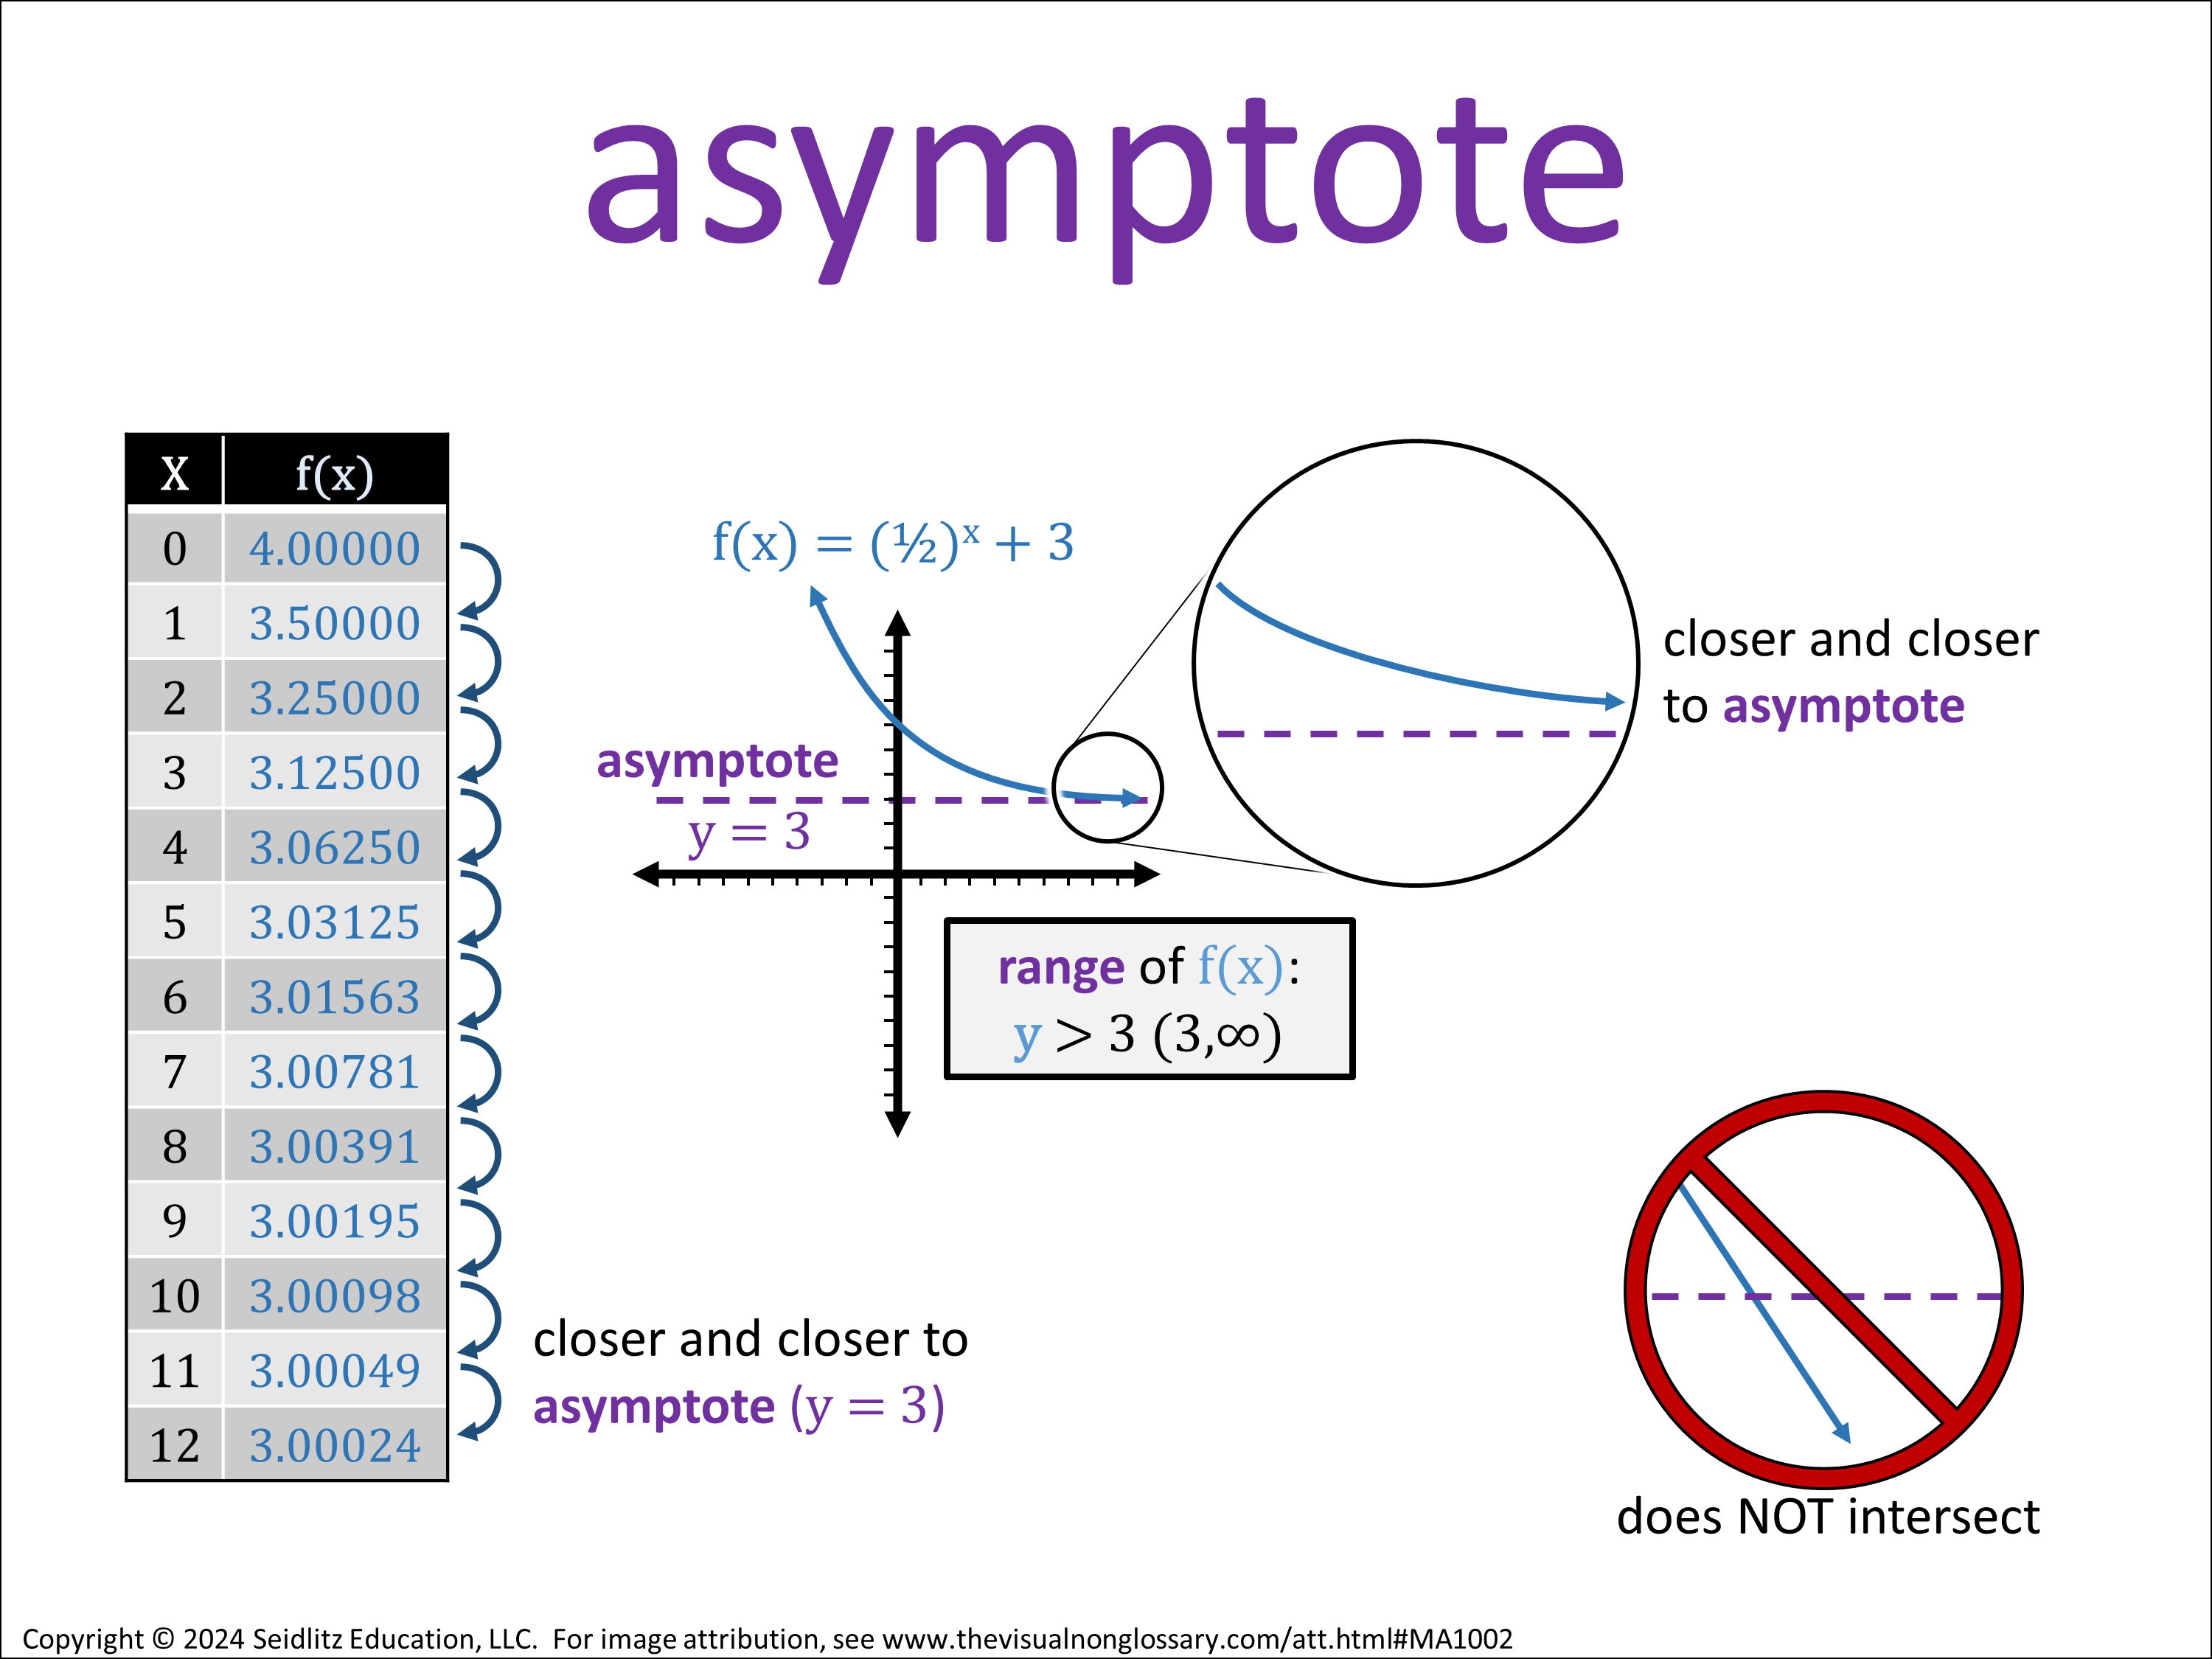 asymptote
X f(x)
0 4.00000
1 3.50000
2 3.25000
3 3.12500
4 3.06250
5 3.03125
6 3.01563
7 3.00781
8 3.00391
9 3.00195
10 3.00098
11 3.00049
12 3.00024
f(x) = (½)ˣ + 3
asymptote
y = 3
closer and closer
to asymptote
range of f(x):
y > 3 (3,∞)
closer and closer to
asymptote (y = 3)
does NOT intersect
Copyright © 2024 Seidlitz Education, LLC.  For image attribution, see www.thevisualnonglossary.com/att.html#MA1002